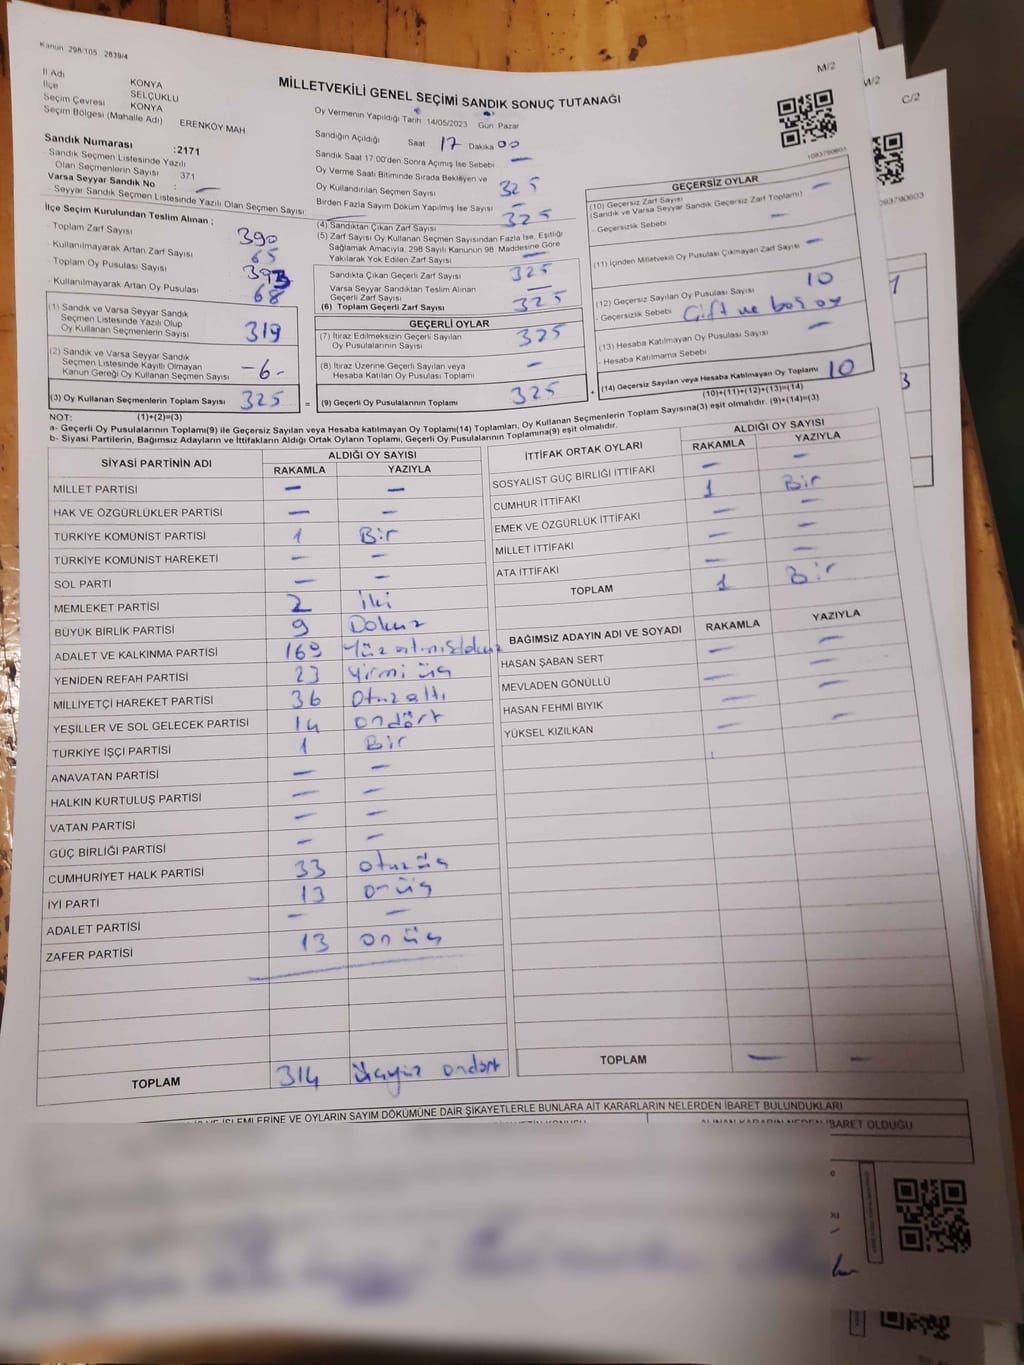 Kanun: 298/105 2839/4
M/2
MİLLETVEKİLİ GENEL SEÇİMİ SANDIK SONUÇ TUTANAĞI
İl Adı KONYA
İlçe SELÇUKLU
Seçim Çevresi KONYA
Seçim Bölgesi (Mahalle Adı) ERENKÖY MAH
Sandık Numarası :2171
Sandık Seçmen Listesinde Yazılı
Olan Seçmenlerin Sayısı 371
Varsa Seyyar Sandık No : —
- Seyyar Sandık Seçmen Listesinde Yazılı Olan Seçmen Sayısı
İlçe Seçim Kurulundan Teslim Alınan :
- Toplam Zarf Sayısı 390
- Kullanılmayarak Artan Zarf Sayısı 65
- Toplam Oy Pusulası Sayısı 393
- Kullanılmayarak Artan Oy Pusulası 68
(1) Sandık ve Varsa Seyyar Sandık
Seçmen Listesinde Yazılı Olup
Oy Kullanan Seçmenlerin Sayısı 319
(2) Sandık ve Varsa Seyyar Sandık
Seçmen Listesinde Kayıtlı Olmayan
Kanun Gereği Oy Kullanan Seçmen Sayısı -6-
(3) Oy Kullanan Seçmenlerin Toplam Sayısı 325
(1)+(2)=(3)
Oy Vermenin Yapıldığı Tarih 14/05/2023 Gün: Pazar
Sandığın Açıldığı Saat 17 Dakika 00
Sandık Saat 17:00'den Sonra Açımış İse Sebebi —
Oy Verme Saati Bitiminde Sırada Bekleyen ve
Oy Kullandırılan Seçmen Sayısı 325
Birden Fazla Sayım Döküm Yapılmış İse Sayısı —
(4) Sandıktan Çıkan Zarf Sayısı 325
(5) Zarf Sayısı Oy Kullanan Seçmen Sayısından Fazla İse, Eşitliği
Sağlamak Amacıyla, 298 Sayılı Kanunun 98. Maddesine Göre
Yakılarak Yok Edilen Zarf Sayısı —
Sandıkta Çıkan Geçerli Zarf Sayısı 325
Varsa Seyyar Sandıktan Teslim Alınan
Geçerli Zarf Sayısı —
(6) Toplam Geçerli Zarf Sayısı 325
GEÇERLİ OYLAR
(7) İtiraz Edilmeksizin Geçerli Sayılan
Oy Pusulalarının Sayısı 325
(8) İtiraz Üzerine Geçerli Sayılan veya
Hesaba Katılan Oy Pusulası Toplamı —
= (9) Geçerli Oy Pusulalarının Toplamı 325
1093790603
GEÇERSİZ OYLAR
(10) Geçersiz Zarf Sayısı
(Sandık ve Varsa Seyyar Sandık Geçersiz Zarf Toplamı) —
- Geçersizlik Sebebi —
(11) İçinden Milletvekili Oy Pusulası Çıkmayan Zarf Sayısı —
(12) Geçersiz Sayılan Oy Pusulası Sayısı 10
- Geçersizlik Sebebi Çift ve boş oy
(13) Hesaba Katılmayan Oy Pusulası Sayısı —
- Hesaba Katılmama Sebebi
+ (14) Geçersiz Sayılan veya Hesaba Katılmayan Oy Toplamı 10
(10)+(11)+(12)+(13)=(14)
NOT:
a- Geçerli Oy Pusulalarının Toplamı(9) ile Geçersiz Sayılan veya Hesaba Katılmayan Oy Toplamı(14) Toplamları, Oy Kullanan Seçmenlerin Toplam Sayısına(3) eşit olmalıdır. (9)+(14)=(3)
b- Siyasi Partilerin, Bağımsız Adayların ve İttifakların Aldığı Ortak Oyların Toplamı, Geçerli Oy Pusulalarının Toplamına(9) eşit olmalıdır.
SİYASİ PARTİNİN ADI ALDIĞI OY SAYISI
RAKAMLA YAZIYLA
MİLLET PARTİSİ — —
HAK VE ÖZGÜRLÜKLER PARTİSİ — —
TÜRKİYE KOMÜNİST PARTİSİ 1 Bir
TÜRKİYE KOMÜNİST HAREKETİ — —
SOL PARTİ — —
MEMLEKET PARTİSİ 2 iki
BÜYÜK BİRLİK PARTİSİ 9 Dokuz
ADALET VE KALKINMA PARTİSİ 169 Yüzaltmışdokuz
YENİDEN REFAH PARTİSİ 23 Yirmi üç
MİLLİYETÇİ HAREKET PARTİSİ 36 Otuzaltı
YEŞİLLER VE SOL GELECEK PARTİSİ 14 ondört
TÜRKİYE İŞÇİ PARTİSİ 1 Bir
ANAVATAN PARTİSİ — —
HALKIN KURTULUŞ PARTİSİ — —
VATAN PARTİSİ — —
GÜÇ BİRLİĞİ PARTİSİ — —
CUMHURİYET HALK PARTİSİ 33 otuzüç
İYİ PARTİ 13 onüç
ADALET PARTİSİ — —
ZAFER PARTİSİ 13 onüç
TOPLAM 314 üçyüz ondört
İTTİFAK ORTAK OYLARI ALDIĞI OY SAYISI
RAKAMLA YAZIYLA
SOSYALİST GÜÇ BİRLİĞİ İTTİFAKI — —
CUMHUR İTTİFAKI 1 Bir
EMEK VE ÖZGÜRLÜK İTTİFAKI — —
MİLLET İTTİFAKI — —
ATA İTTİFAKI — —
TOPLAM 1 Bir
BAĞIMSIZ ADAYIN ADI VE SOYADI RAKAMLA YAZIYLA
HASAN ŞABAN SERT — —
MEVLADEN GÖNÜLLÜ — —
HASAN FEHMİ BIYIK — —
YÜKSEL KIZILKAN — —
TOPLAM — —
İŞLEMLERİNE VE OYLARIN SAYIM DÖKÜMÜNE DAİR ŞİKAYETLERLE BUNLARA AİT KARARLARIN NELERDEN İBARET BULUNDUKLARI
İBARET OLDUĞU
M/2
C/2